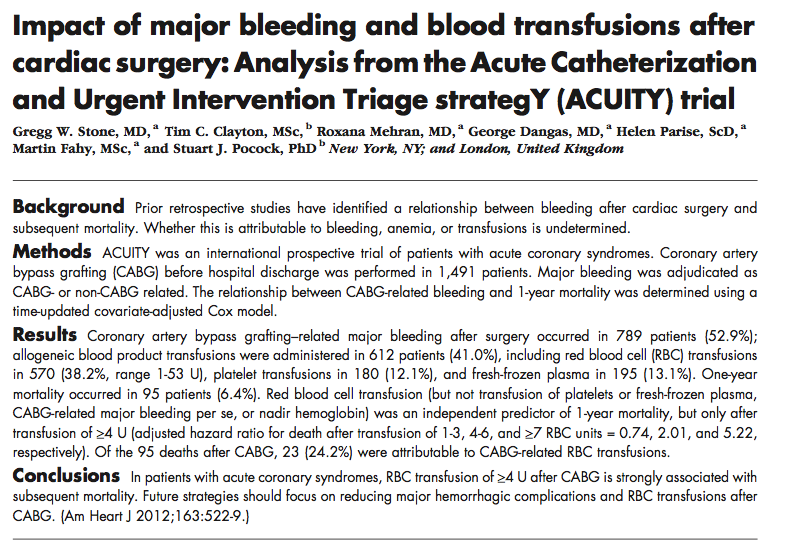 Impact of major bleeding and blood transfusions after
cardiac surgery: Analysis from the Acute Catheterization
and Urgent Intervention Triage strategY (ACUITY) trial
Gregg W. Stone, MD,ᵃ Tim C. Clayton, MSc,ᵇ Roxana Mehran, MD,ᵃ George Dangas, MD,ᵃ Helen Parise, ScD,ᵃ
Martin Fahy, MSc,ᵃ and Stuart J. Pocock, PhDᵇ New York, NY; and London, United Kingdom
Background Prior retrospective studies have identified a relationship between bleeding after cardiac surgery and
subsequent mortality. Whether this is attributable to bleeding, anemia, or transfusions is undetermined.
Methods ACUITY was an international prospective trial of patients with acute coronary syndromes. Coronary artery
bypass grafting (CABG) before hospital discharge was performed in 1,491 patients. Major bleeding was adjudicated as
CABG- or non-CABG related. The relationship between CABG-related bleeding and 1-year mortality was determined using a
time-updated covariate-adjusted Cox model.
Results Coronary artery bypass grafting–related major bleeding after surgery occurred in 789 patients (52.9%);
allogeneic blood product transfusions were administered in 612 patients (41.0%), including red blood cell (RBC) transfusions
in 570 (38.2%, range 1-53 U), platelet transfusions in 180 (12.1%), and fresh-frozen plasma in 195 (13.1%). One-year
mortality occurred in 95 patients (6.4%). Red blood cell transfusion (but not transfusion of platelets or fresh-frozen plasma,
CABG-related major bleeding per se, or nadir hemoglobin) was an independent predictor of 1-year mortality, but only after
transfusion of ≥4 U (adjusted hazard ratio for death after transfusion of 1-3, 4-6, and ≥7 RBC units = 0.74, 2.01, and 5.22,
respectively). Of the 95 deaths after CABG, 23 (24.2%) were attributable to CABG-related RBC transfusions.
Conclusions In patients with acute coronary syndromes, RBC transfusion of ≥4 U after CABG is strongly associated with
subsequent mortality. Future strategies should focus on reducing major hemorrhagic complications and RBC transfusions after
CABG. (Am Heart J 2012;163:522-9.)